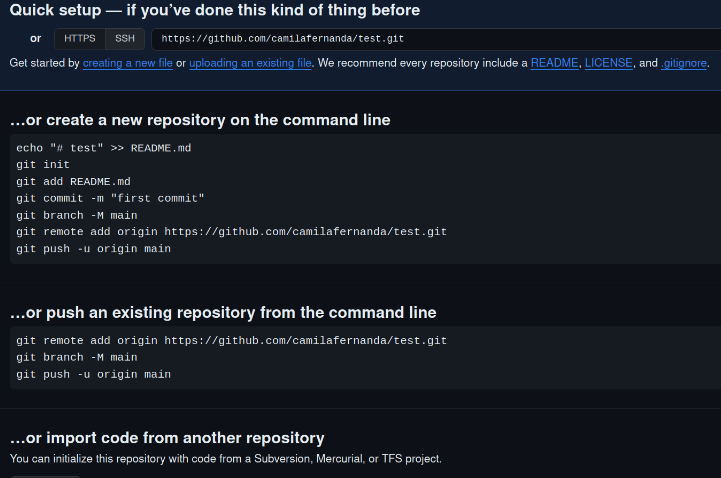 Quick setup — if you've done this kind of thing before
or HTTPS SSH https://github.com/camilafernanda/test.git
Get started by creating a new file or uploading an existing file. We recommend every repository include a README, LICENSE, and .gitignore.
…or create a new repository on the command line
echo "# test" >> README.md
git init
git add README.md
git commit -m "first commit"
git branch -M main
git remote add origin https://github.com/camilafernanda/test.git
git push -u origin main
…or push an existing repository from the command line
git remote add origin https://github.com/camilafernanda/test.git
git branch -M main
git push -u origin main
…or import code from another repository
You can initialize this repository with code from a Subversion, Mercurial, or TFS project.